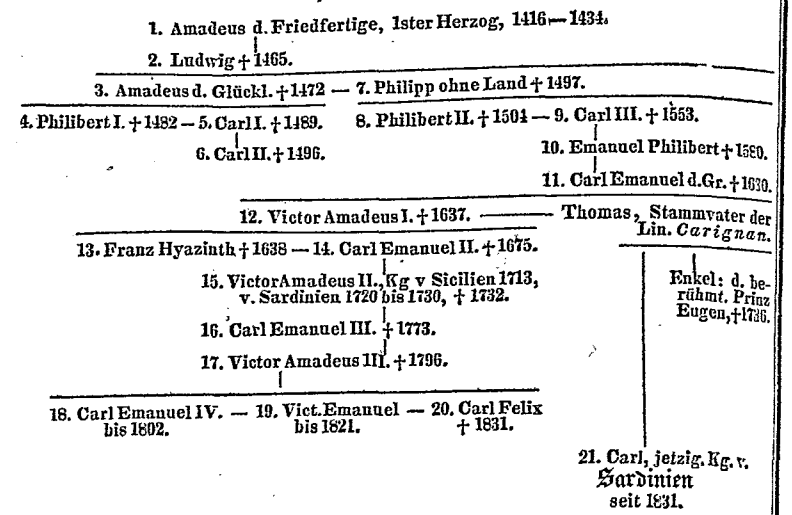 1. Amadeus d. Friedfertige, 1ster Herzog, 1416 — 1434.
2. Ludwig † 1465.
3. Amadeus d. Glückl. † 1472 — 7. Philipp ohne Land † 1497.
4. Philibert I. † 1482 — 5. Carl I. † 1489. 8. Philibert II. † 1504 — 9. Carl III. † 1553.
6. Carl II. † 1496. 10. Emanuel Philibert † 1580.
11. Carl Emanuel d. Gr. † 1630.
12. Victor Amadeus I. † 1637. — Thomas, Stammvater der
Lin. Carignan.
13. Franz Hyazinth † 1638 — 14. Carl Emanuel II. † 1675.
15. Victor Amadeus II., Kg v Sicilien 1713,
v. Sardinien 1720 bis 1730, † 1732.
Enkel: d. be-
rühmt. Prinz
Eugen, † 1736.
16. Carl Emanuel III. † 1773.
17. Victor Amadeus III. † 1796.
18. Carl Emanuel IV. — 19. Vict. Emanuel — 20. Carl Felix
bis 1802. bis 1821. † 1831.
21. Carl, jetzig. Kg. v.
Sardinien
seit 1831.